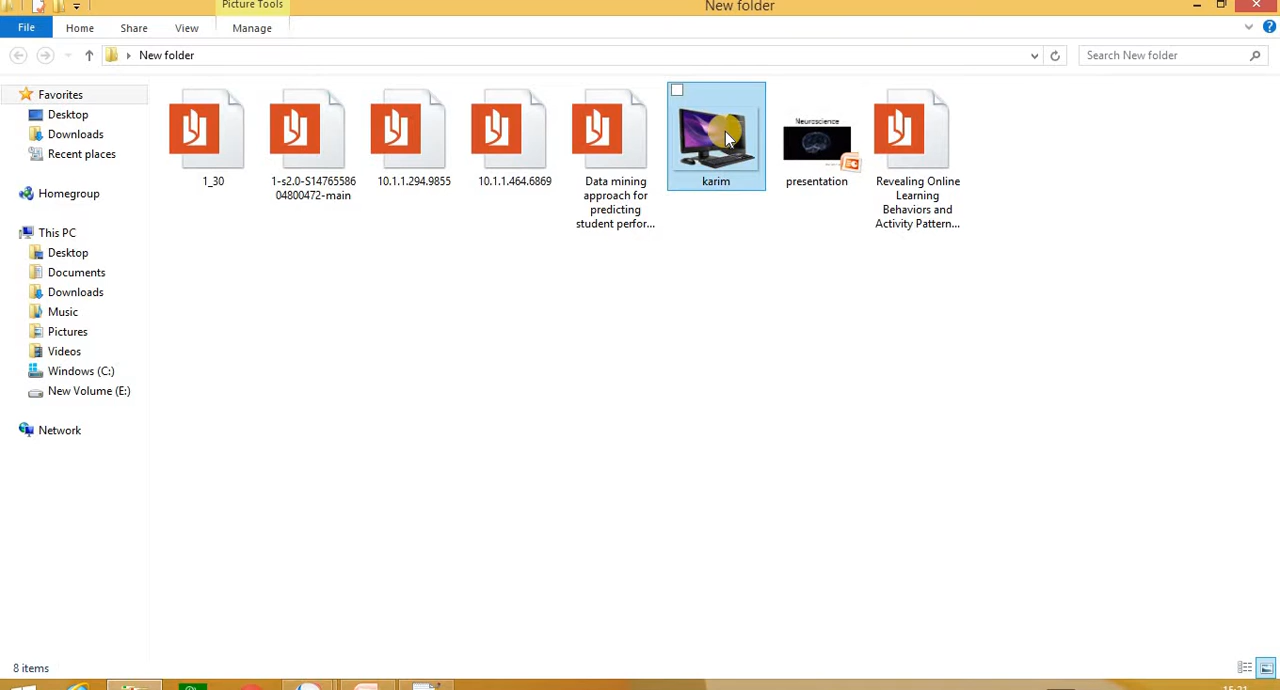 Picture Tools
New folder
File
Home
Share
View
Manage
New folder
Search New folder
Favorites
Desktop
Downloads
Recent places
Homegroup
This PC
Desktop
Documents
Downloads
Music
Pictures
Videos
Windows (C:)
New Volume (E:)
Network
1_30
1-s2.0-S14765586
04800472-main
10.1.1.294.9855
10.1.1.464.6869
Data mining
approach for
predicting
student perfor...
karim
Neuroscience
presentation
Revealing Online
Learning
Behaviors and
Activity Pattern...
8 items